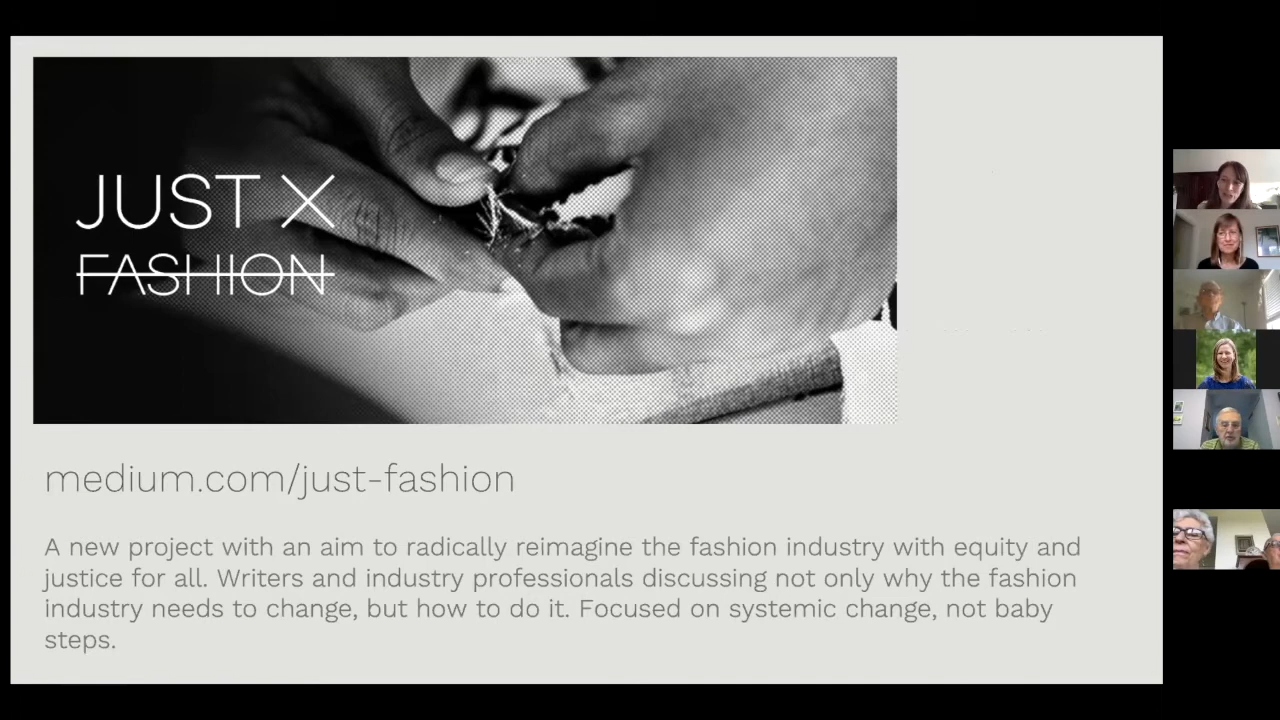 JUST X
FASHION
medium.com/just-fashion
A new project with an aim to radically reimagine the fashion industry with equity and
justice for all. Writers and industry professionals discussing not only why the fashion
industry needs to change, but how to do it. Focused on systemic change, not baby
steps.